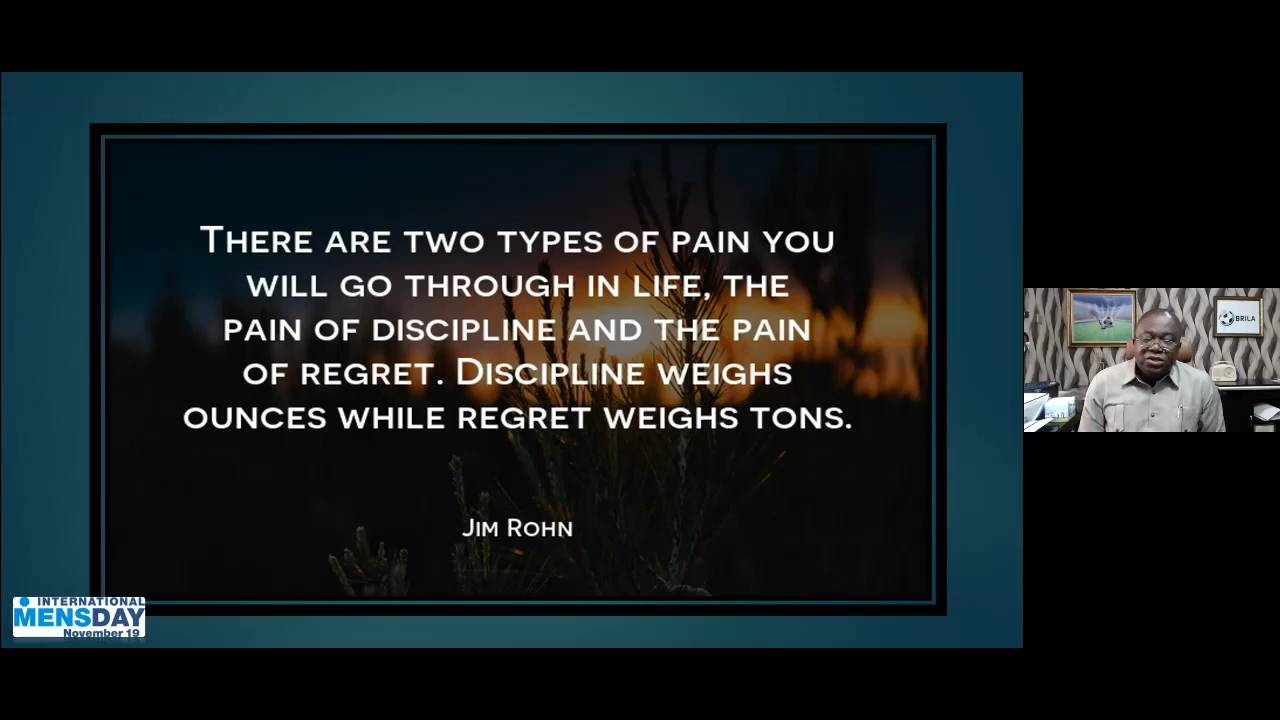 There are two types of pain you
will go through in life, the
pain of discipline and the pain
of regret. Discipline weighs
ounces while regret weighs tons.
Jim Rohn
INTERNATIONAL
MENSDAY
November 19
BRILA